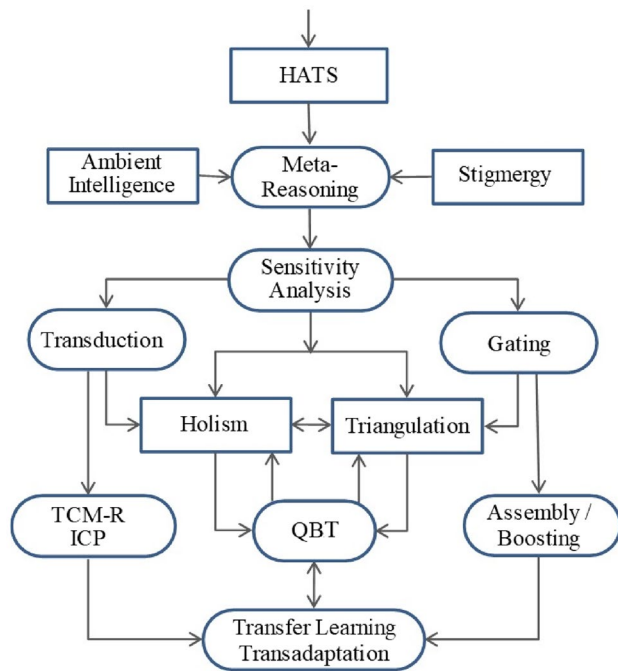 HATS
Ambient
Intelligence
Meta-
Reasoning
Stigmergy
Sensitivity
Analysis
Transduction
Gating
Holism
Triangulation
TCM-R
ICP
QBT
Assembly /
Boosting
Transfer Learning
Transadaptation